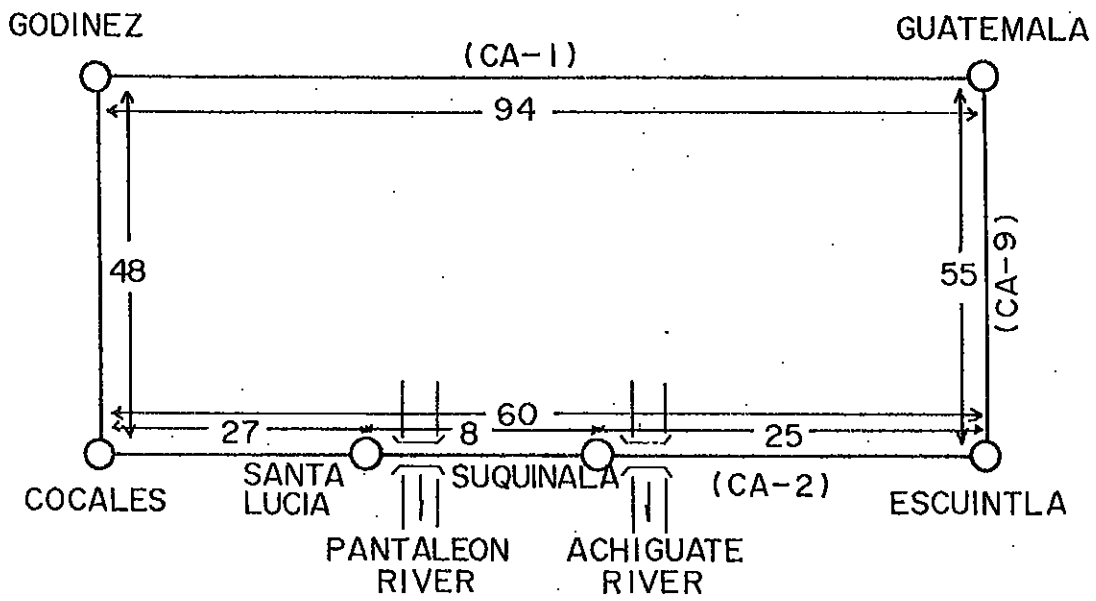 GODINEZ
GUATEMALA
(CA-1)
94
48
55
(CA-9)
60
27
8
25
SANTA
LUCIA
SUQUINALA
(CA-2)
COCALES
ESCUINTLA
PANTALEON
RIVER
ACHIGUATE
RIVER